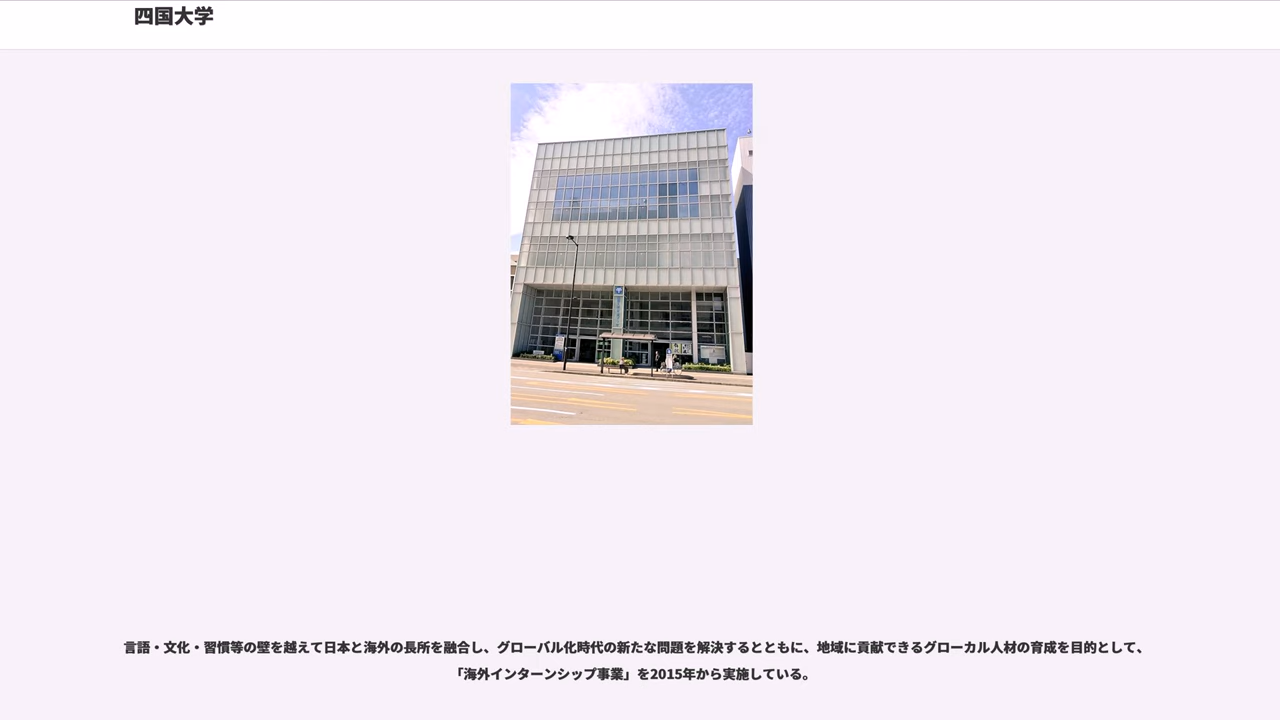 四国大学
言語・文化・習慣等の壁を越えて日本と海外の長所を融合し、グローバル化時代の新たな問題を解決するとともに、地域に貢献できるグローカル人材の育成を目的として、
「海外インターンシップ事業」を2015年から実施している。